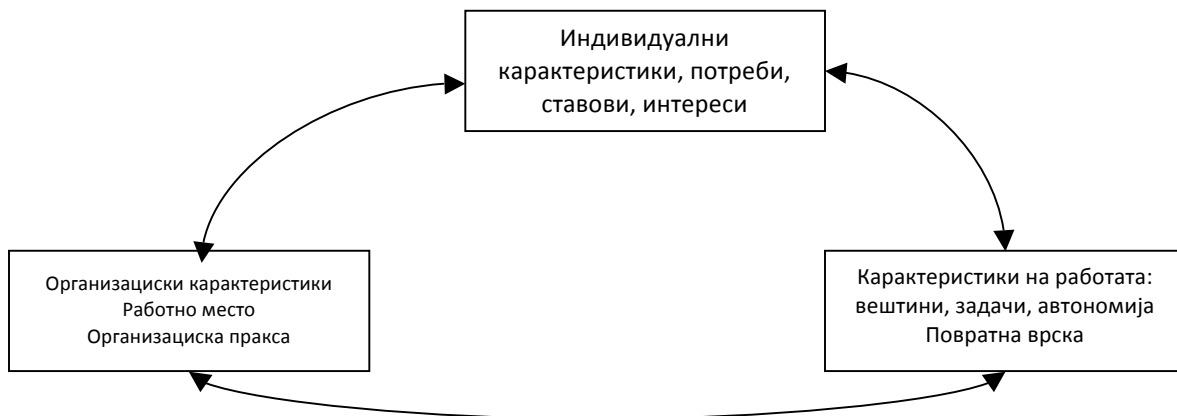 Индивидуални
карактеристики, потреби,
ставови, интереси
Организациски карактеристики
Работно место
Организациска пракса
Карактеристики на работата:
вештини, задачи, автономија
Повратна врска